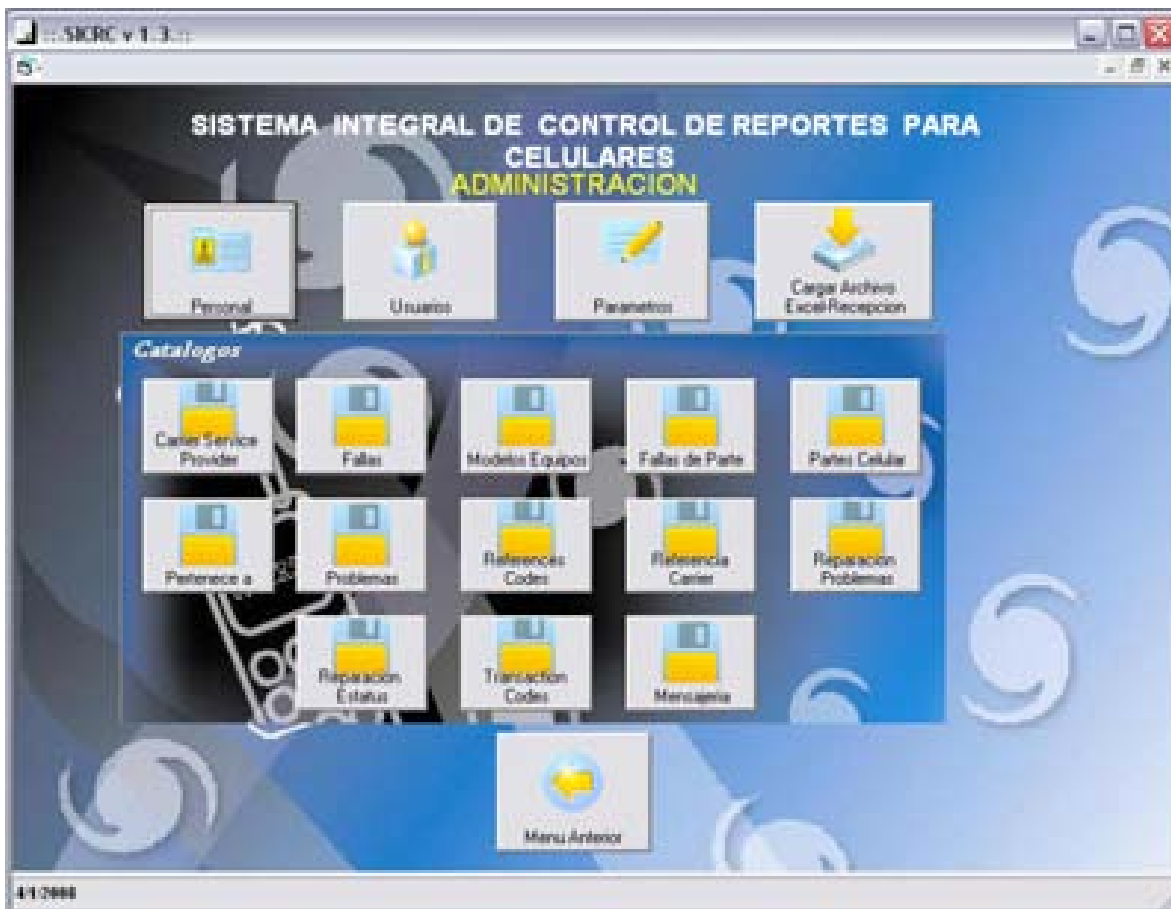 ::.SICRC v 1. 3.::
SISTEMA INTEGRAL DE CONTROL DE REPORTES PARA
CELULARES
ADMINISTRACION
Personal
Usuarios
Parametros
Cargar Archivo
Excel-Recepcion
Catalogos
Carrier Service
Provider
Fallas
Modelos Equipos
Fallas de Parte
Partes Celular
Pertenece a
Problemas
References
Codes
Referencia
Carrier
Reparación
Problemas
Reparacion
Estatus
Transaction
Codes
Mensajeria
Menu Anterior